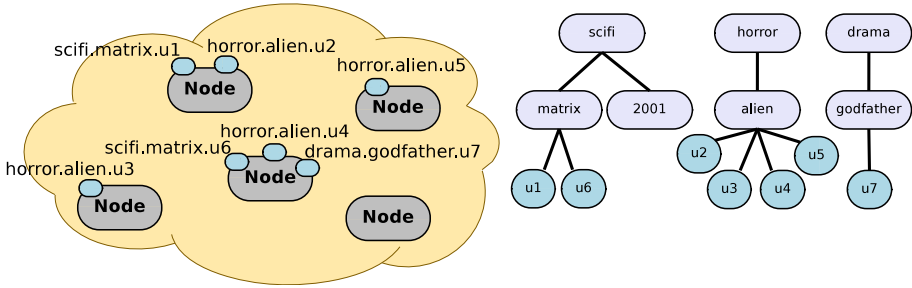 horror.alien.u2
scifi.matrix.u1
Node
horror.alien.u5
Node
horror.alien.u4
scifi.matrix.u6
drama.godfather.u7
Node
horror.alien.u3
Node
Node
scifi
horror
drama
matrix
2001
alien
godfather
u1
u6
u2
u3
u4
u5
u7